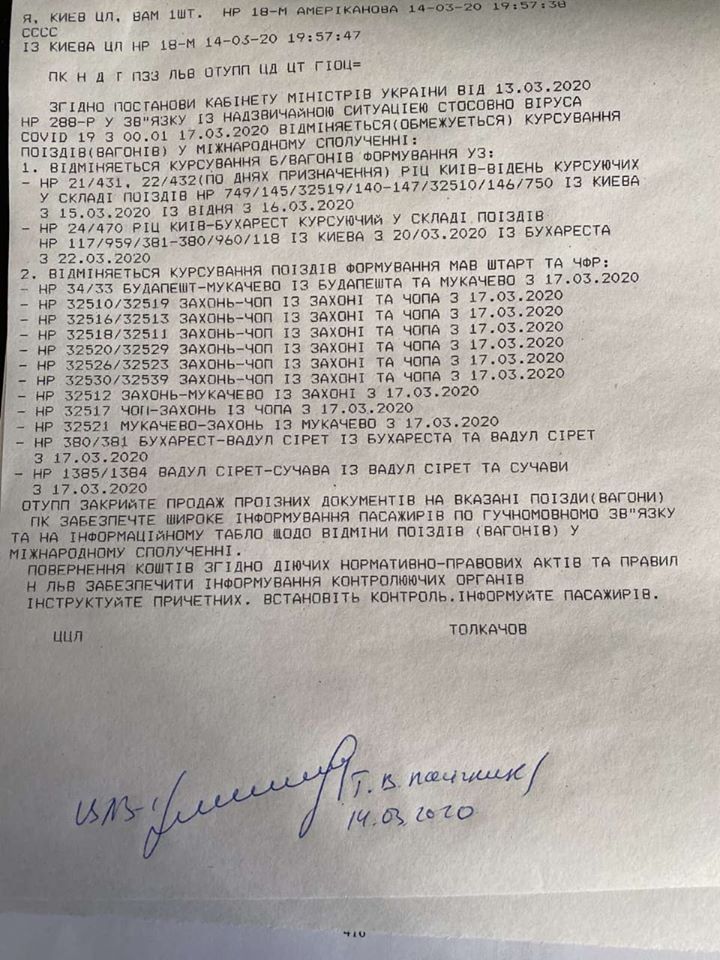 Я, КИЕВ ЦЛ, ВАМ 1ШТ. НР 18-М АМЕРІКАНОВА 14-03-20 19:57:38
СССС
ІЗ КИЕВА ЦЛ НР 18-М 14-03-20 19:57:47
ПК Н Д Г ПЗЗ ЛЬВ ОТУПП ЦД ЦТ ГІОЦ=
ЗГІДНО ПОСТАНОВИ КАБІНЕТУ МІНІСТРІВ УКРАЇНИ ВІД 13.03.2020
НР 288-Р У ЗВ"ЯЗКУ ІЗ НАДЗВИЧАЙНОЮ СИТУАЦІЕЮ СТОСОВНО ВІРУСА
COVID 19 З 00.01 17.03.2020 ВІДМІНЯЕТЬСЯ(ОБМЕЖУЕТЬСЯ) КУРСУВАННЯ
ПОІЗДІВ(ВАГОНІВ) У МІЖНАРОДНОМУ СПОЛУЧЕННІ:
1. ВІДМІНЯЕТЬСЯ КУРСУВАННЯ Б/ВАГОНІВ ФОРМУВАННЯ УЗ:
- НР 21/431, 22/432(ПО ДНЯХ ПРИЗНАЧЕННЯ) РІЦ КИІВ-ВІДЕНЬ КУРСУЮЧИХ
У СКЛАДІ ПОІЗДІВ НР 749/145/32519/140-147/32510/146/750 ІЗ КИЕВА
З 15.03.2020 ІЗ ВІДНЯ З 16.03.2020
- НР 24/470 РІЦ КИІВ-БУХАРЕСТ КУРСУЮЧИЙ У СКЛАДІ ПОІЗДІВ
НР 117/959/381-380/960/118 ІЗ КИЕВА З 20/03.2020 ІЗ БУХАРЕСТА
З 22.03.2020
2. ВІДМІНЯЕТЬСЯ КУРСУВАННЯ ПОІЗДІВ ФОРМУВАННЯ МАВ ШТАРТ ТА ЧФР:
- НР 34/33 БУДАПЕШТ-МУКАЧЕВО ІЗ БУДАПЕШТА ТА МУКАЧЕВО З 17.03.2020
- НР 32510/32519 ЗАХОНЬ-ЧОП ІЗ ЗАХОНІ ТА ЧОПА З 17.03.2020
- НР 32516/32513 ЗАХОНЬ-ЧОП ІЗ ЗАХОНІ ТА ЧОПА З 17.03.2020
- НР 32518/32511 ЗАХОНЬ-ЧОП ІЗ ЗАХОНІ ТА ЧОПА З 17.03.2020
- НР 32520/32529 ЗАХОНЬ-ЧОП ІЗ ЗАХОНІ ТА ЧОПА З 17.03.2020
- НР 32526/32523 ЗАХОНЬ-ЧОП ІЗ ЗАХОНІ ТА ЧОПА З 17.03.2020
- НР 32530/32539 ЗАХОНЬ-ЧОП ІЗ ЗАХОНІ ТА ЧОПА З 17.03.2020
- НР 32512 ЗАХОНЬ-МУКАЧЕВО ІЗ ЗАХОНІ З 17.03.2020
- НР 32517 ЧОП-ЗАХОНЬ ІЗ ЧОПА З 17.03.2020
- НР 32521 МУКАЧЕВО-ЗАХОНЬ ІЗ МУКАЧЕВО З 17.03.2020
- НР 380/381 БУХАРЕСТ-ВАДУЛ СІРЕТ ІЗ БУХАРЕСТА ТА ВАДУЛ СІРЕТ
З 17.03.2020
- НР 1385/1384 ВАДУЛ СІРЕТ-СУЧАВА ІЗ ВАДУЛ СІРЕТ ТА СУЧАВИ
З 17.03.2020
ОТУПП ЗАКРИЙТЕ ПРОДАЖ ПРОІЗНИХ ДОКУМЕНТІВ НА ВКАЗАНІ ПОІЗДИ(ВАГОНИ)
ПК ЗАБЕЗПЕЧТЕ ШИРОКЕ ІНФОРМУВАННЯ ПАСАЖИРІВ ПО ГУЧНОМОВНОМУ ЗВ"ЯЗКУ
ТА НА ІНФОРМАЦІЙНОМУ ТАБЛО ЩОДО ВІДМІНИ ПОІЗДІВ (ВАГОНІВ) У
МІЖНАРОДНОМУ СПОЛУЧЕННІ.
ПОВЕРНЕННЯ КОШТІВ ЗГІДНО ДІЮЧИХ НОРМАТИВНО-ПРАВОВИХ АКТІВ ТА ПРАВИЛ
Н ЛЬВ ЗАБЕЗПЕЧИТИ ІНФОРМУВАННЯ КОНТРОЛЮЮЧИХ ОРГАНІВ
ІНСТРУКТУЙТЕ ПРИЧЕТНИХ. ВСТАНОВІТЬ КОНТРОЛЬ.ІНФОРМУЙТЕ ПАСАЖИРІВ.
ЦЦЛ ТОЛКАЧОВ
Т. В.
14.03.2020